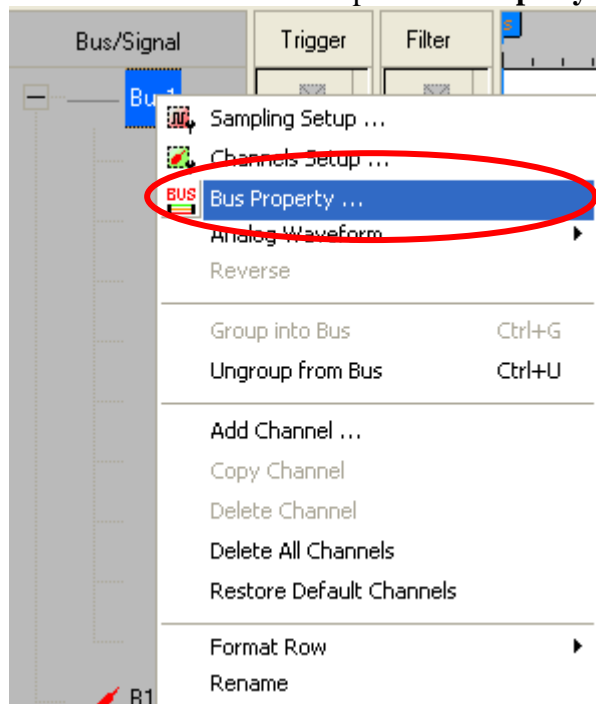 Bus/Signal Trigger Filter s
Sampling Setup ...
Channels Setup ...
BUS Bus Property ...
Analog Waveform
Reverse
Group into Bus Ctrl+G
Ungroup from Bus Ctrl+U
Add Channel ...
Copy Channel
Delete Channel
Delete All Channels
Restore Default Channels
Format Row
Rename
B1